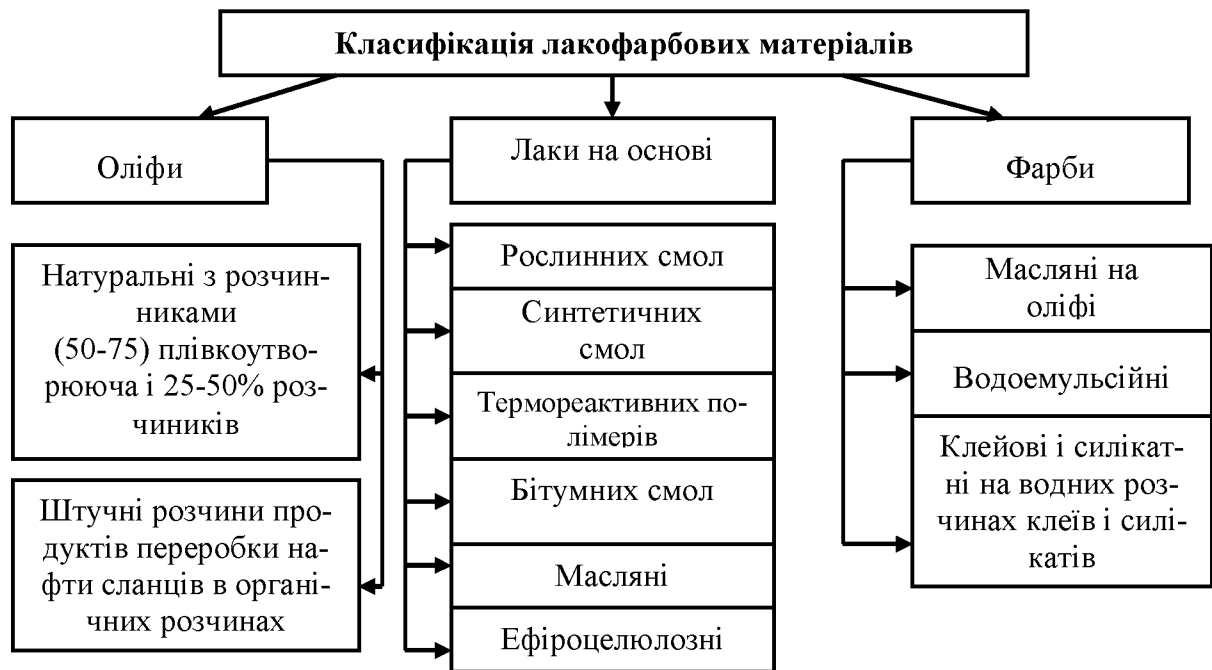 Класифікація лакофарбових матеріалів
Оліфи
Натуральні з розчин-
никами
(50-75) плівкоутво-
рююча і 25-50% роз-
чиників
Штучні розчини про-
дуктів переробки на-
фти сланців в органі-
чних розчинах
Лаки на основі
Рослинних смол
Синтетичних
смол
Термореактивних по-
лімерів
Бітумних смол
Масляні
Ефіроцелюлозні
Фарби
Масляні на
оліфі
Водоемульсійні
Клейові і силікат-
ні на водних роз-
чинах клеїв і силі-
катів